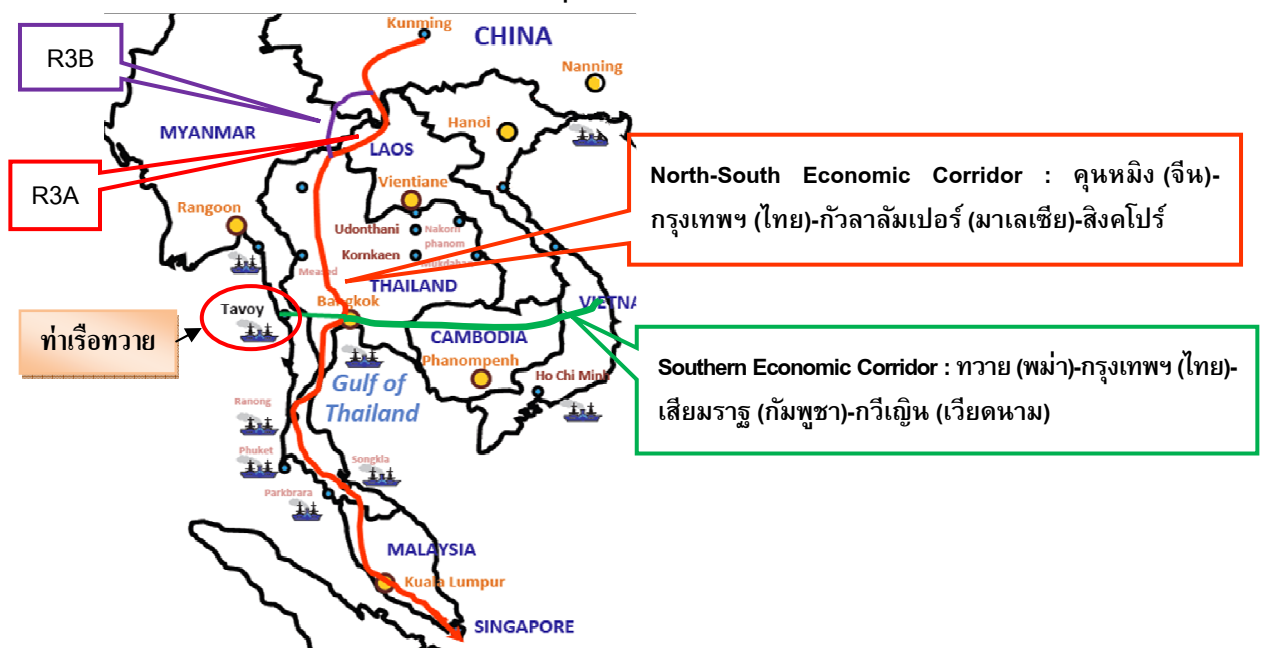 Kunming
CHINA
R3B
Nanning
MYANMAR
Hanoi
LAOS
R3A
Vientiane
Rangoon
Udonthani
Nakorn
phanom
Kornkaen
North-South Economic Corridor : คุนหมิง (จีน)-
กรุงเทพฯ (ไทย)-กัวลาลัมเปอร์ (มาเลเซีย)-สิงคโปร์
THAILAND
Tavoy
Bangkok
ท่าเรือทวาย
CAMBODIA
Phanompenh
Ho Chi Minh
Southern Economic Corridor : ทวาย (พม่า)-กรุงเทพฯ (ไทย)-
เสียมราฐ (กัมพูชา)-กวีเญิน (เวียดนาม)
Gulf of
Thailand
Ranong
Phuket
Songkla
Parkbrara
MALAYSIA
Kuala Lumpur
SINGAPORE